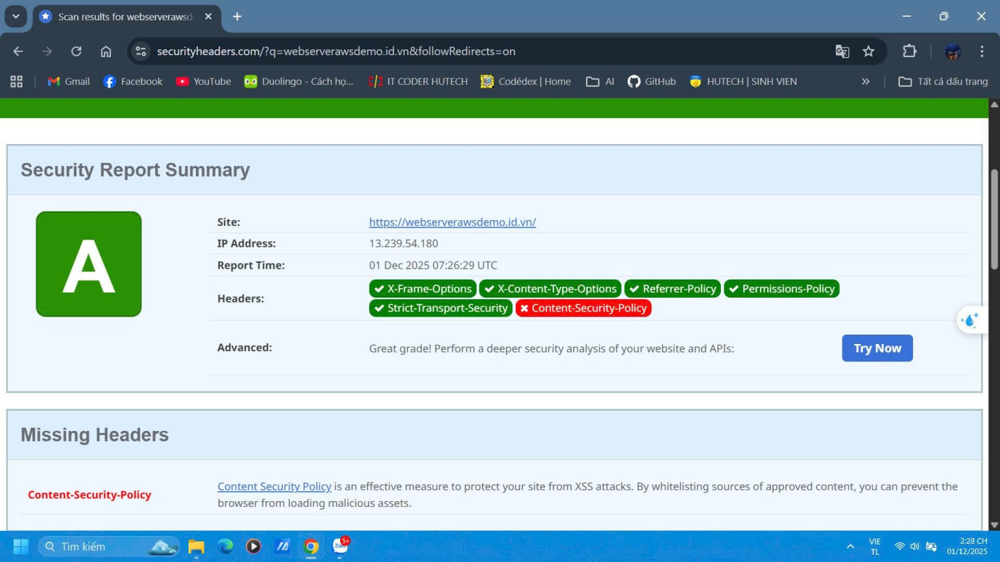 Scan results for webserverawsd
securityheaders.com/?q=webserverawsdemo.id.vn&followRedirects=on
Gmail Facebook YouTube Duolingo - Cách họ... IT CODER HUTECH Codédex | Home AI GitHub HUTECH | SINH VIEN » Tất cả dấu trang
Security Report Summary
A
Site: https://webserverawsdemo.id.vn/
IP Address: 13.239.54.180
Report Time: 01 Dec 2025 07:26:29 UTC
Headers: X-Frame-Options X-Content-Type-Options Referrer-Policy Permissions-Policy
Strict-Transport-Security Content-Security-Policy
Advanced: Great grade! Perform a deeper security analysis of your website and APIs: Try Now
Missing Headers
Content-Security-Policy Content Security Policy is an effective measure to protect your site from XSS attacks. By whitelisting sources of approved content, you can prevent the
browser from loading malicious assets.
Tìm kiếm Zalo 5+ VIE 2:28 CH
TL 01/12/2025